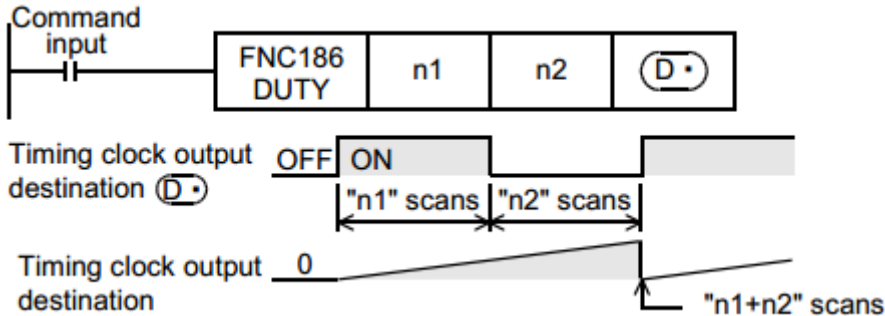 Command
input
FNC186
DUTY
n1
n2
D •
Timing clock output
destination D •
OFF
ON
"n1" scans
"n2" scans
Timing clock output
destination
0
"n1+n2" scans